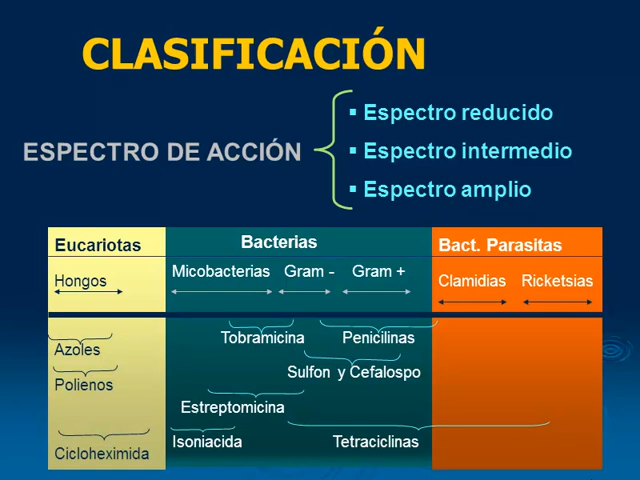 CLASIFICACIÓN
ESPECTRO DE ACCIÓN
▪ Espectro reducido
▪ Espectro intermedio
▪ Espectro amplio
Eucariotas Bacterias Bact. Parasitas
Hongos Micobacterias Gram - Gram + Clamidias Ricketsias
Tobramicina Penicilinas
Azoles
Sulfon y Cefalospo
Polienos
Estreptomicina
Isoniacida Tetraciclinas
Cicloheximida